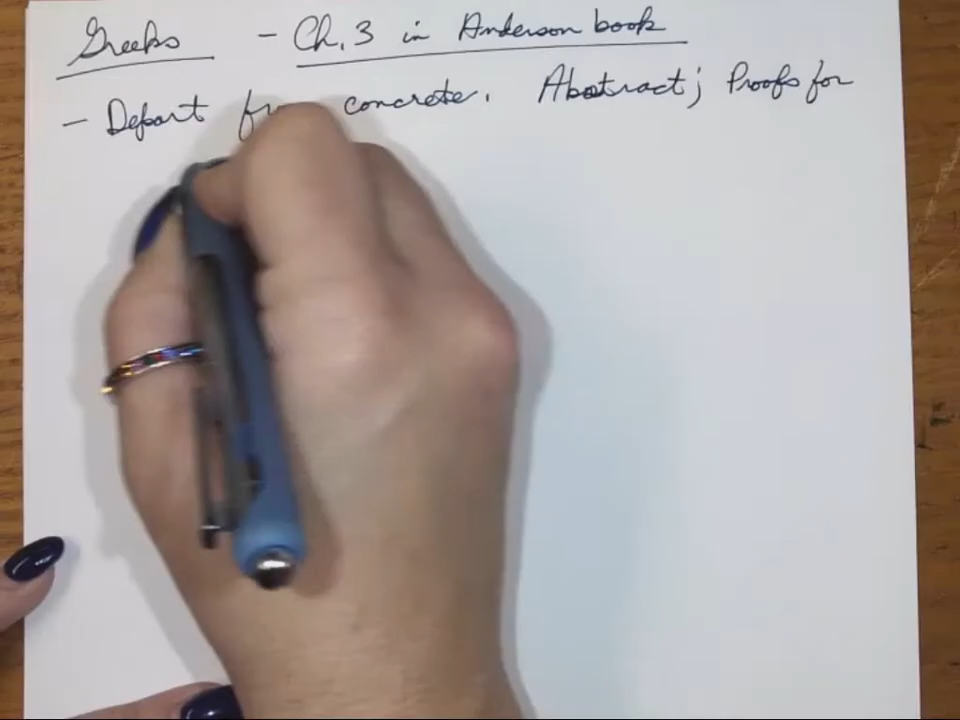 Greeks - Ch. 3 in Anderson book
- Depart concrete. Abstract; Proofs for